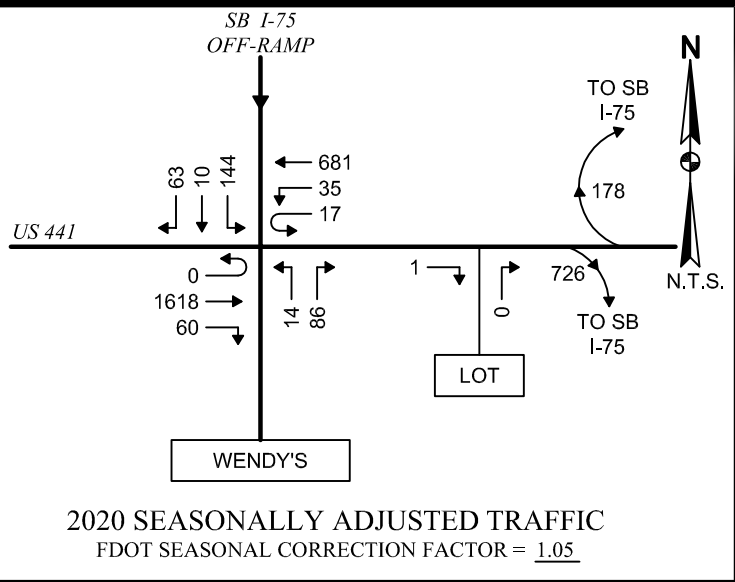 SB I-75
OFF-RAMP
N
TO SB
I-75
63
10
144
681
35
17
178
US 441
0
1618
60
14
86
1
0
726
N.T.S.
TO SB
I-75
LOT
WENDY'S
2020 SEASONALLY ADJUSTED TRAFFIC
FDOT SEASONAL CORRECTION FACTOR = 1.05